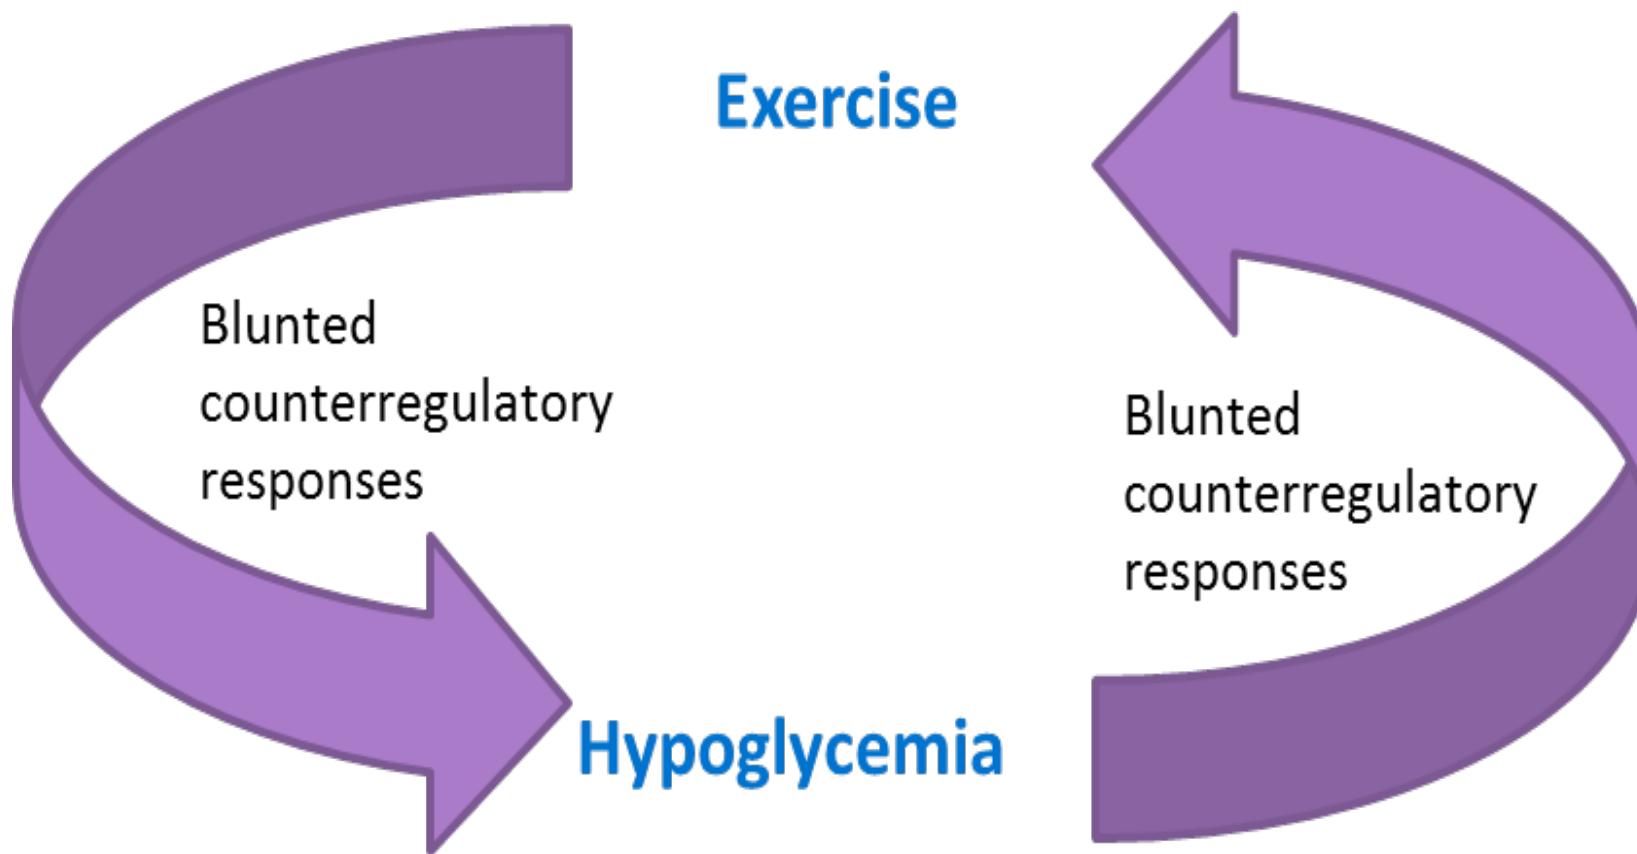 Exercise
Blunted
counterregulatory
responses
Blunted
counterregulatory
responses
Hypoglycemia